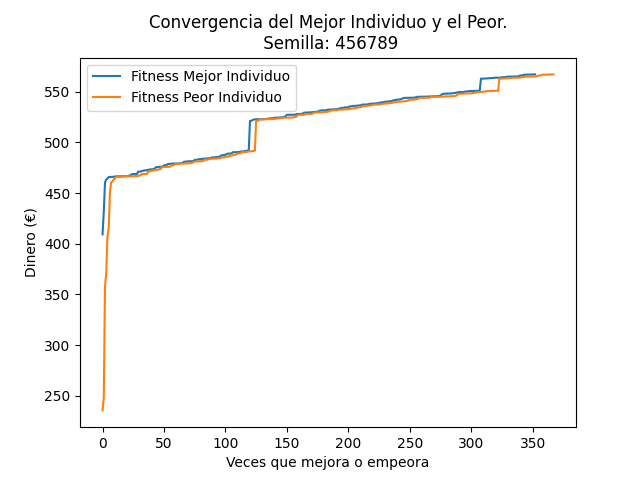 Convergencia del Mejor Individuo y el Peor.
Semilla: 456789
Fitness Mejor Individuo
Fitness Peor Individuo
Dinero (€)
550
500
450
400
350
300
250
0 50 100 150 200 250 300 350
Veces que mejora o empeora